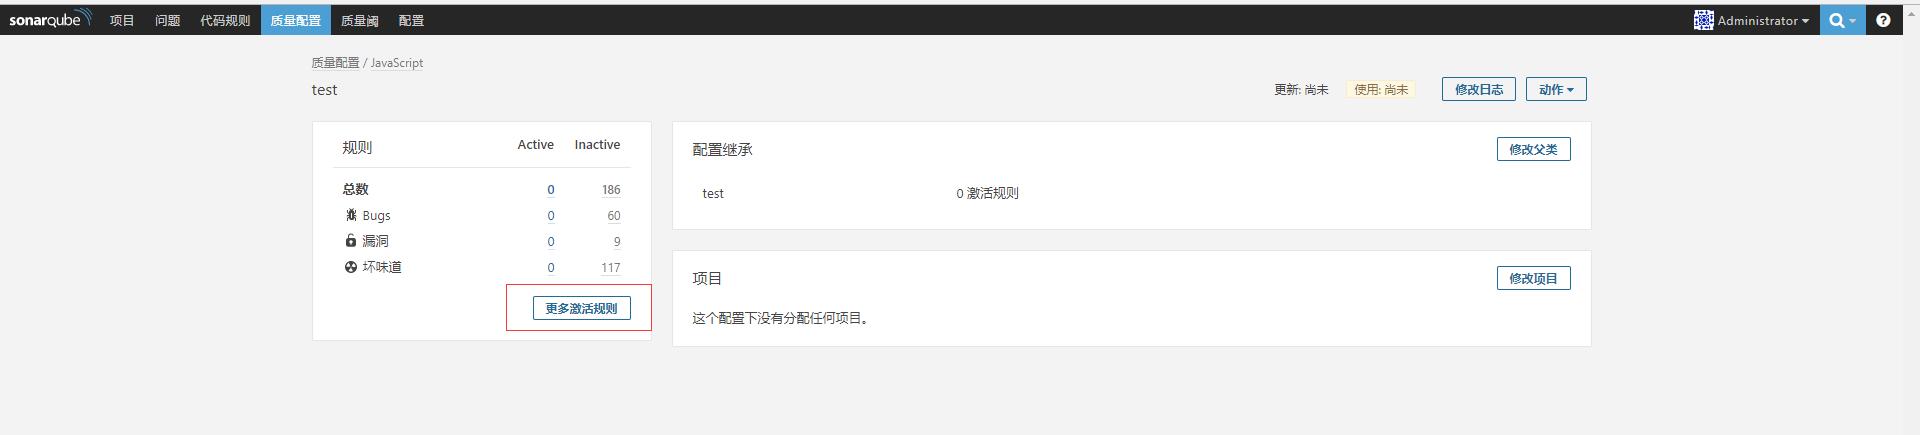 sonarqube 项目 问题 代码规则 质量配置 质量阈 配置 Administrator
质量配置 / JavaScript
test
更新: 尚未 使用: 尚未 修改日志 动作
规则 Active Inactive
总数 0 186
Bugs 0 60
漏洞 0 9
坏味道 0 117
更多激活规则
配置继承 修改父类
test 0 激活规则
项目 修改项目
这个配置下没有分配任何项目。